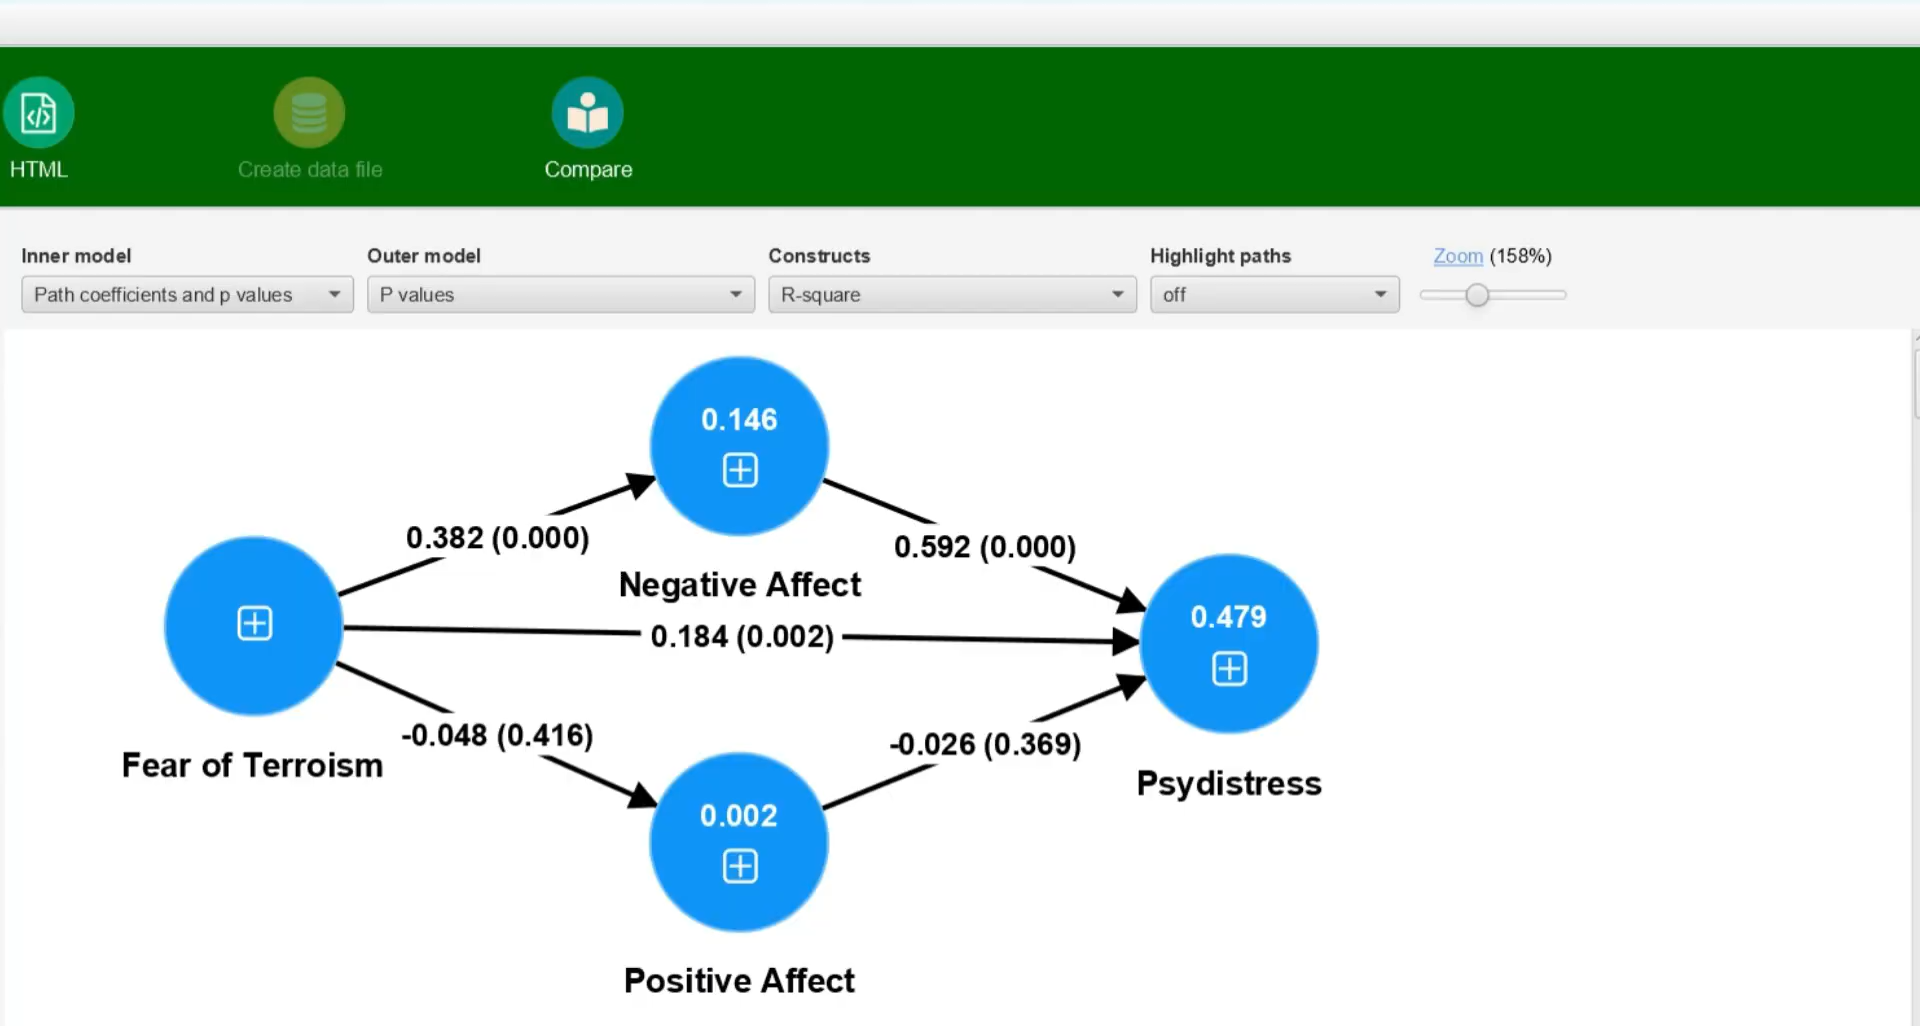 HTML
Create data file
Compare
Inner model
Outer model
Constructs
Highlight paths
Zoom (158%)
Path coefficients and p values
P values
R-square
off
0.146
0.382 (0.000)
0.592 (0.000)
Negative Affect
0.479
0.184 (0.002)
-0.048 (0.416)
-0.026 (0.369)
Fear of Terroism
Psydistress
0.002
Positive Affect